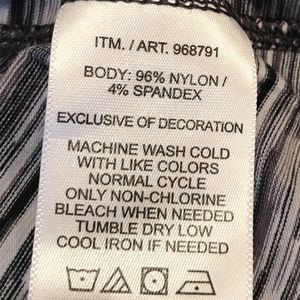 ITM. / ART. 968791
BODY: 96% NYLON /
4% SPANDEX
EXCLUSIVE OF DECORATION
MACHINE WASH COLD
WITH LIKE COLORS
NORMAL CYCLE
ONLY NON-CHLORINE
BLEACH WHEN NEEDED
TUMBLE DRY LOW
COOL IRON IF NEEDED